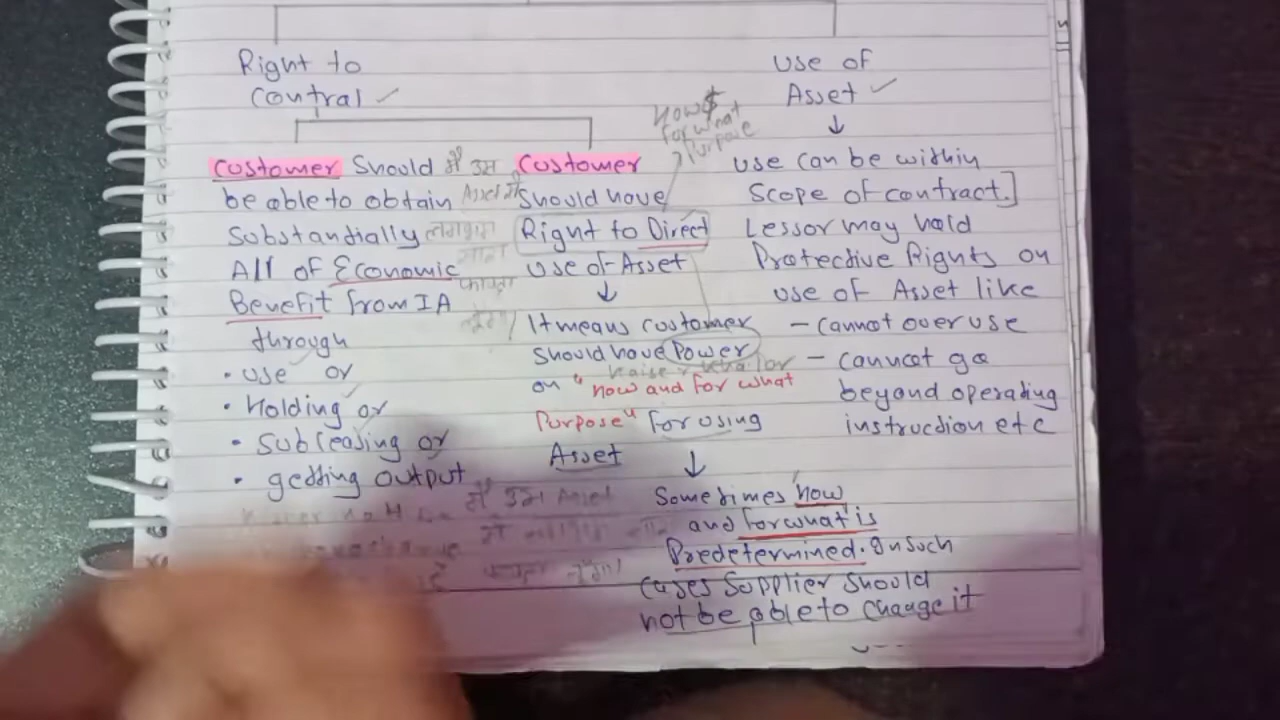 Right to
Control
Customer Should
be able to obtain
Substantially
All of Economic
Benefit from IA
through
• use or
• Holding or
• Subleasing or
• getting output
में उस
Asset से
लगभग
सारा
फायदा
Customer
should have
Right to Direct
use of Asset
↓
It means customer
should have Power
on "how and for what
Purpose" for using
Asset
how &
for what
Purpose
↓
Sometimes how
and for what is
Predetermined. In such
cases Supplier should
not be able to change it
use of
Asset
↓
use can be within
Scope of contract.]
Lessor may hold
Protective Rights on
use of Asset like
- cannot over use
- cannot go
beyond operating
instruction etc